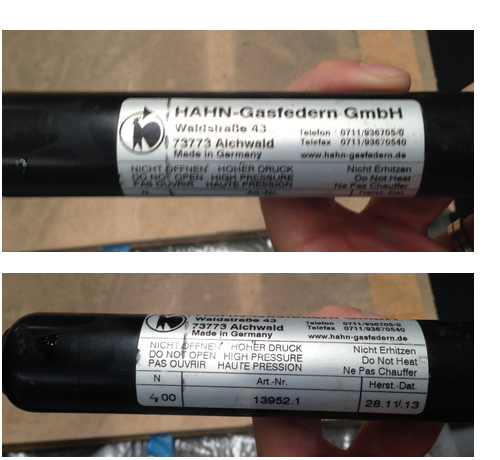 HAHN-Gasfedern GmbH
Waldstraße 43 Telefon 0711/936705-0
73773 Aichwald Telefax 0711/93670540
Made in Germany www.hahn-gasfedern.de
NICHT ÖFFNEN HOHER DRUCK Nicht Erhitzen
DO NOT OPEN HIGH PRESSURE Do Not Heat
PAS OUVRIR HAUTE PRESSION Ne Pas Chauffer
N Art.-Nr. Herst.-Dat.
Waldstraße 43 Telefon 0711/936705-0
73773 Aichwald Telefax 0711/93670540
Made in Germany www.hahn-gasfedern.de
NICHT ÖFFNEN HOHER DRUCK Nicht Erhitzen
DO NOT OPEN HIGH PRESSURE Do Not Heat
PAS OUVRIR HAUTE PRESSION Ne Pas Chauffer
N Art.-Nr. Herst.-Dat.
400 13952.1 28.11.13